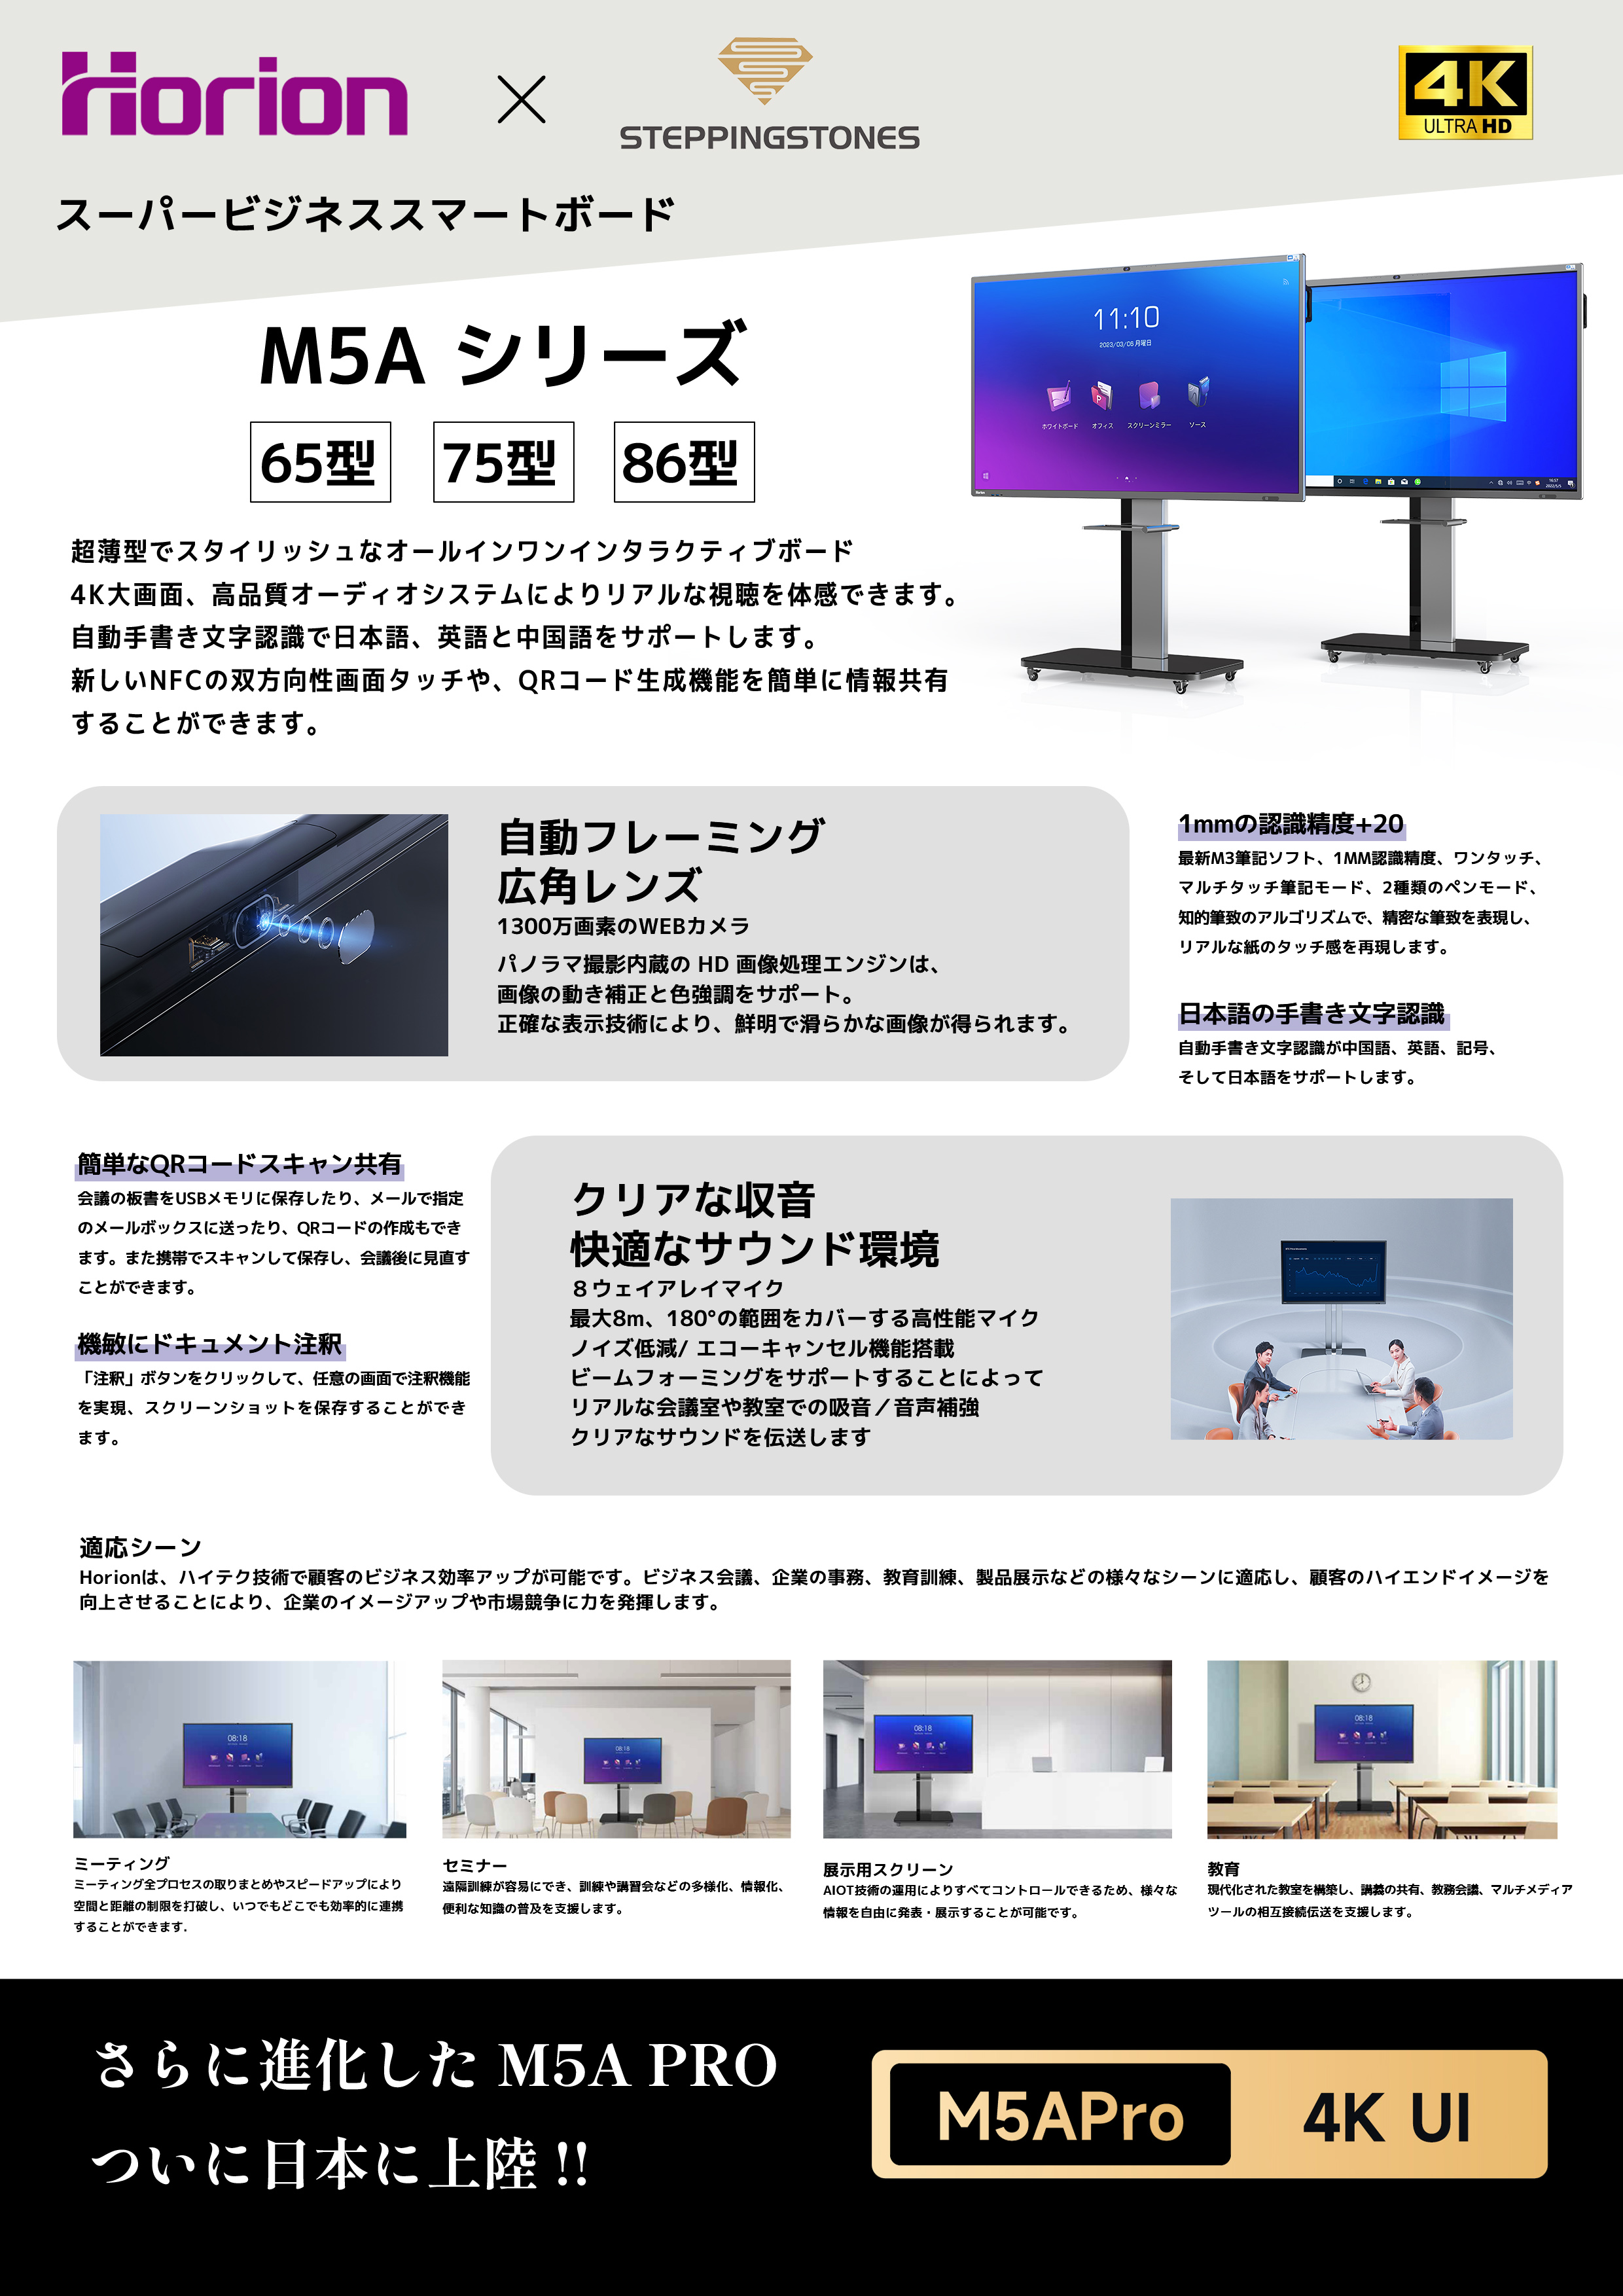 Horion
×
STEPPINGSTONES
4K
ULTRA HD
スーパービジネススマートボード
M5A シリーズ
65型 75型 86型
11:10
2023/03/06 月曜日
ホワイトボード オフィス スクリーンミラー ソース
Horion
超薄型でスタイリッシュなオールインワンインタラクティブボード
4K大画面、高品質オーディオシステムによりリアルな視聴を体感できます。
自動手書き文字認識で日本語、英語と中国語をサポートします。
新しいNFCの双方向性画面タッチや、QRコード生成機能を簡単に情報共有
することができます。
自動フレーミング
広角レンズ
1300万画素のWEBカメラ
パノラマ撮影内蔵の HD 画像処理エンジンは、
画像の動き補正と色強調をサポート。
正確な表示技術により、鮮明で滑らかな画像が得られます。
1mmの認識精度+20
最新M3筆記ソフト、1MM認識精度、ワンタッチ、
マルチタッチ筆記モード、2種類のペンモード、
知的筆致のアルゴリズムで、精密な筆致を表現し、
リアルな紙のタッチ感を再現します。
日本語の手書き文字認識
自動手書き文字認識が中国語、英語、記号、
そして日本語をサポートします。
簡単なQRコードスキャン共有
会議の板書をUSBメモリに保存したり、メールで指定
のメールボックスに送ったり、QRコードの作成もでき
ます。また携帯でスキャンして保存し、会議後に見直す
ことができます。
機敏にドキュメント注釈
「注釈」ボタンをクリックして、任意の画面で注釈機能
を実現、スクリーンショットを保存することができ
ます。
クリアな収音
快適なサウンド環境
８ウェイアレイマイク
最大8m、180°の範囲をカバーする高性能マイク
ノイズ低減/ エコーキャンセル機能搭載
ビームフォーミングをサポートすることによって
リアルな会議室や教室での吸音／音声補強
クリアなサウンドを伝送します
適応シーン
Horionは、ハイテク技術で顧客のビジネス効率アップが可能です。ビジネス会議、企業の事務、教育訓練、製品展示などの様々なシーンに適応し、顧客のハイエンドイメージを
向上させることにより、企業のイメージアップや市場競争に力を発揮します。
08:18
08:18
08:18
08:18
ミーティング
ミーティング全プロセスの取りまとめやスピードアップにより
空間と距離の制限を打破し、いつでもどこでも効率的に連携
することができます.
セミナー
遠隔訓練が容易にでき、訓練や講習会などの多様化、情報化、
便利な知識の普及を支援します。
展示用スクリーン
AIOT技術の運用によりすべてコントロールできるため、様々な
情報を自由に発表・展示することが可能です。
教育
現代化された教室を構築し、講義の共有、教務会議、マルチメディア
ツールの相互接続伝送を支援します。
さらに進化した M5A PRO
ついに日本に上陸 !!
M5APro 4K UI